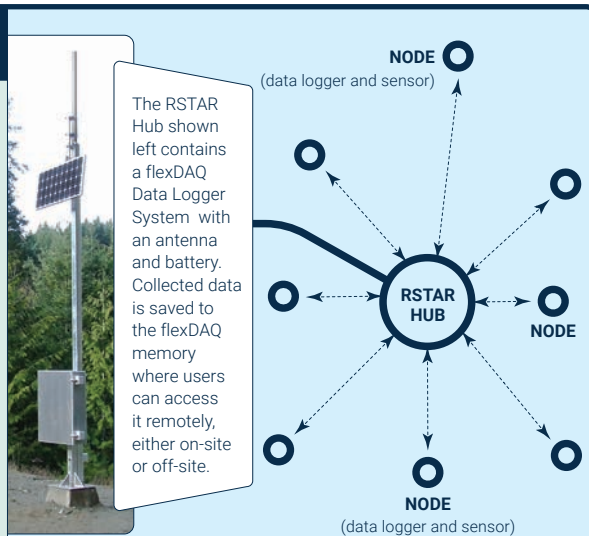 The RSTAR
Hub shown
left contains
a flexDAQ
Data Logger
System with
an antenna
and battery.
Collected data
is saved to
the flexDAQ
memory
where users
can access
it remotely,
either on-site
or off-site.
NODE
(data logger and sensor)
RSTAR
HUB
NODE
NODE
(data logger and sensor)